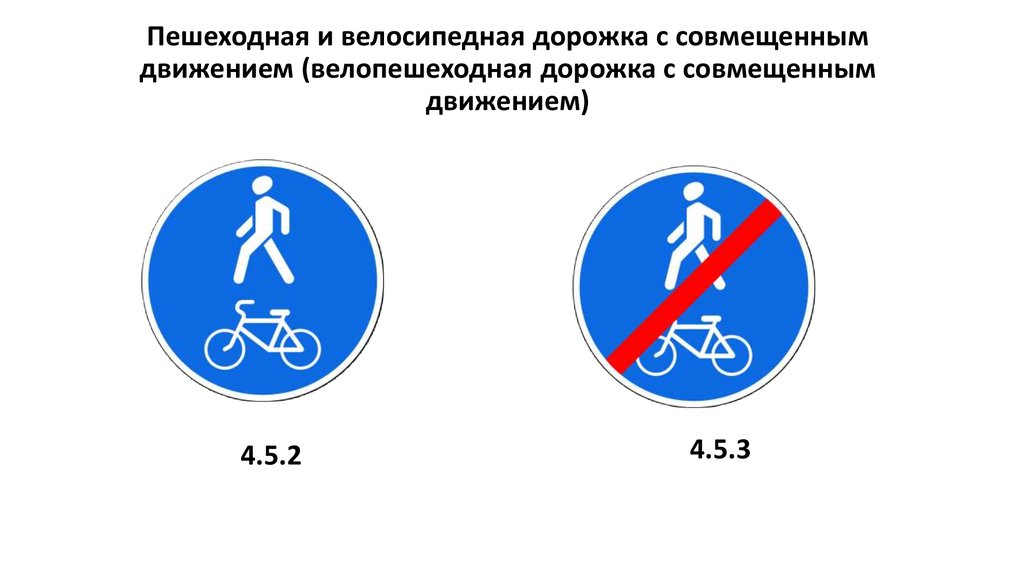 Пешеходная и велосипедная дорожка с совмещенным
движением (велопешеходная дорожка с совмещенным
движением)
4.5.2
4.5.3